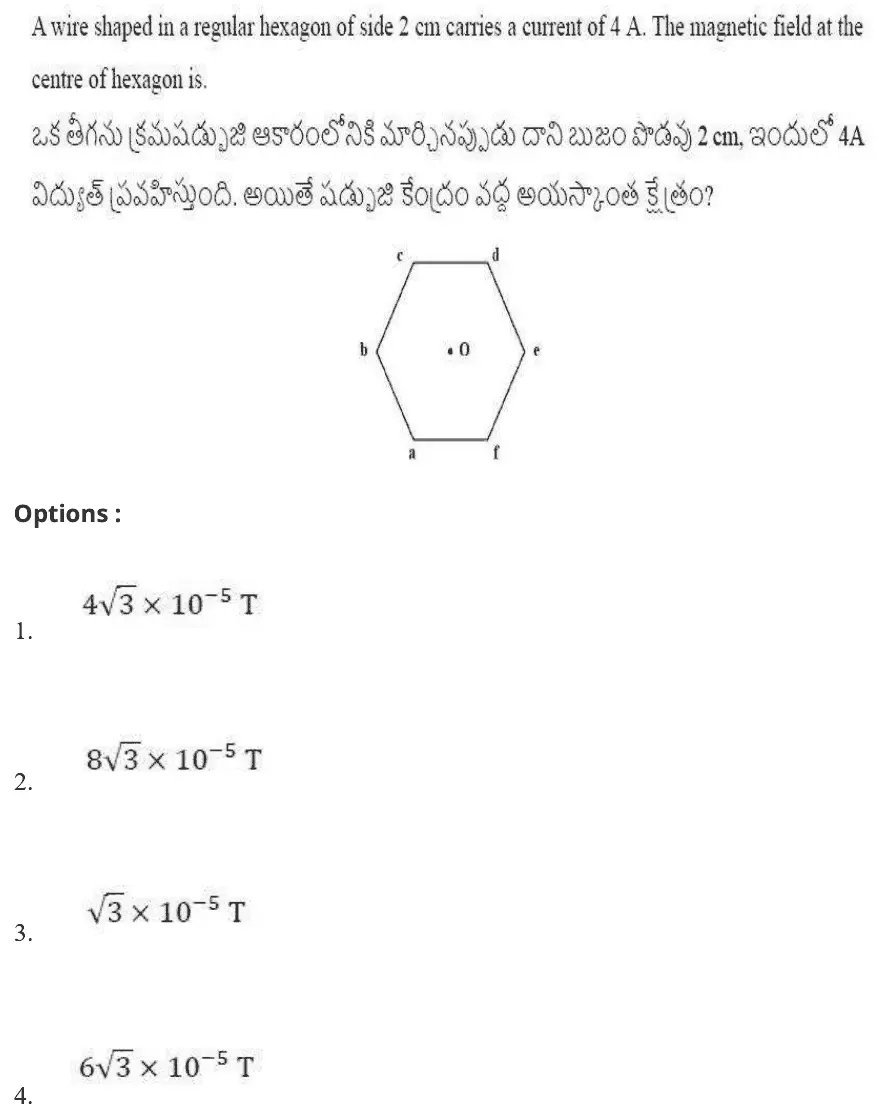 A wire shaped in a regular hexagon of side 2 cm carries a current of 4 A. The magnetic field at the
centre of hexagon is.
ఒక తీగను క్రమషడ్భుజి ఆకారంలోనికి మార్చినప్పుడు దాని బుజం పొడవు 2 cm, ఇందులో 4A
విద్యుత్ ప్రవహిస్తుంది. అయితే షడ్భుజి కేంద్రం వద్ద అయస్కాంత క్షేత్రం?
c d
b • O e
a f
Options :
1. 4√3 × 10⁻⁵ T
2. 8√3 × 10⁻⁵ T
3. √3 × 10⁻⁵ T
4. 6√3 × 10⁻⁵ T